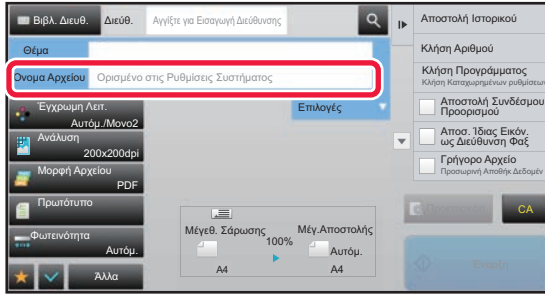 Βιβλ. Διευθ.
Διεύθ.
Αγγίξτε για Εισαγωγή Διεύθυνσης
Θέμα
Όνομα Αρχείου
Ορισμένο στις Ρυθμίσεις Συστήματος
Έγχρωμη Λειτ.
Αυτόμ./Μονο2
Επιλογές
Ανάλυση
200x200dpi
Μορφή Αρχείου
PDF
Πρωτότυπο
Φωτεινότητα
Αυτόμ.
Άλλα
Μέγεθ. Σάρωσης
100%
Μέγ.Αποστολής
Αυτόμ.
A4
A4
Αποστολή Ιστορικού
Κλήση Αριθμού
Κλήση Προγράμματος
Κλήση Καταχωρημένων ρυθμίσεων
Αποστολή Συνδέσμου
Προορισμού
Αποσ. Ίδιας Εικόν.
ως Διεύθυνση Φαξ
Γρήγορο Αρχείο
Προσωρινή Αποθήκ Δεδομέν
CA
Έναρξη